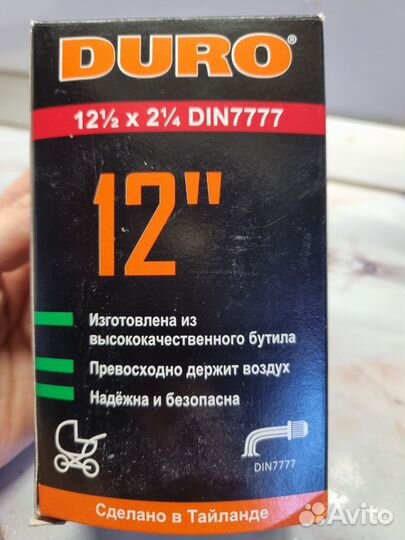 DURO®
12½ x 2¼ DIN7777
12"
Изготовлена из
высококачественного бутила
Превосходно держит воздух
Надёжна и безопасна
DIN7777
Сделано в Тайланде
Avito